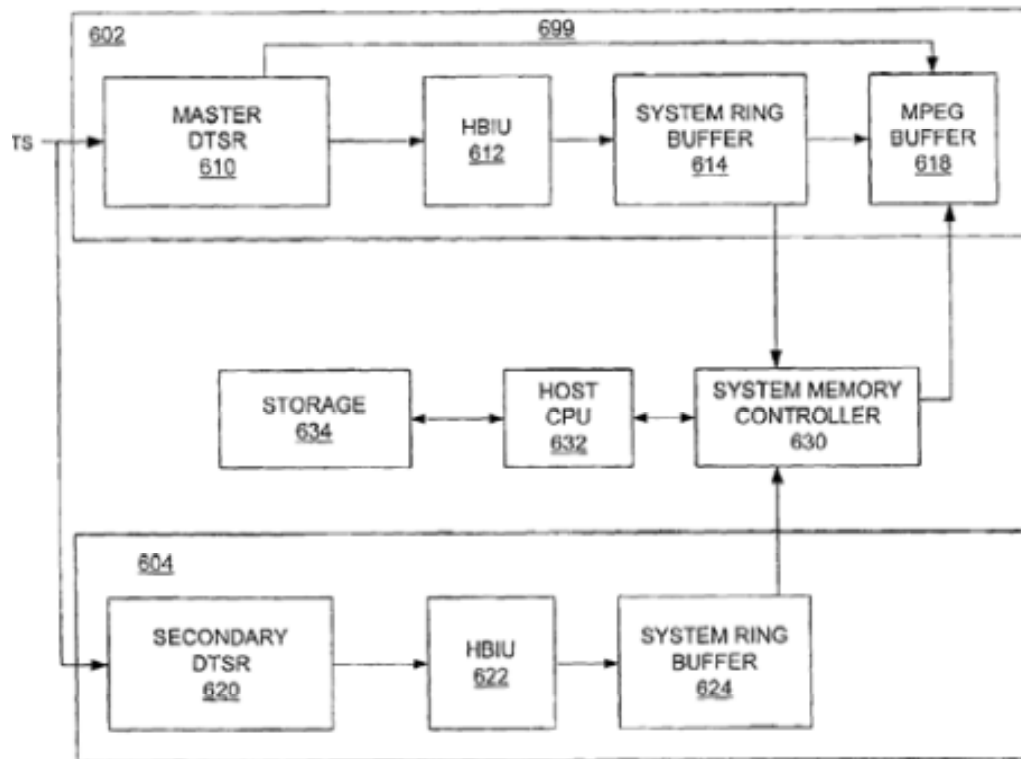 602
699
TS
MASTER
DTSR
610
HBIU
612
SYSTEM RING
BUFFER
614
MPEG
BUFFER
618
STORAGE
634
HOST
CPU
632
SYSTEM MEMORY
CONTROLLER
630
604
SECONDARY
DTSR
620
HBIU
622
SYSTEM RING
BUFFER
624